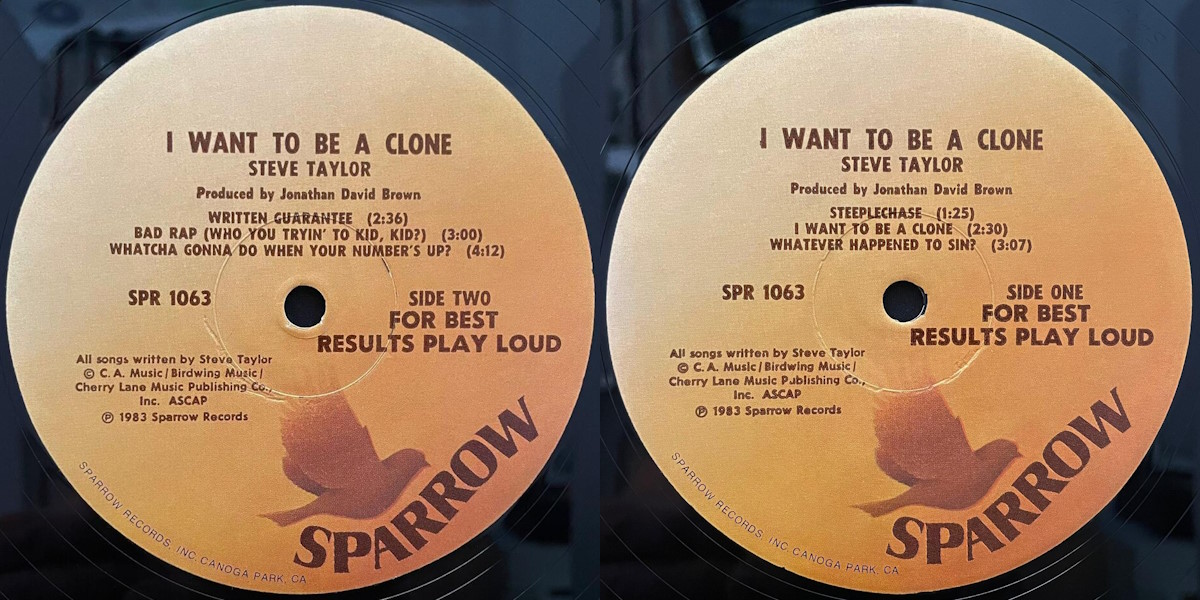 I WANT TO BE A CLONE
STEVE TAYLOR
Produced by Jonathan David Brown
WRITTEN GUARANTEE (2:36)
BAD RAP (WHO YOU TRYIN' TO KID, KID?) (3:00)
WHATCHA GONNA DO WHEN YOUR NUMBER'S UP? (4:12)
SPR 1063
SIDE TWO
FOR BEST
RESULTS PLAY LOUD
All songs written by Steve Taylor
© C. A. Music/Birdwing Music/
Cherry Lane Music Publishing Co.,
Inc. ASCAP
℗ 1983 Sparrow Records
SPARROW
SPARROW RECORDS, INC. CANOGA PARK, CA
I WANT TO BE A CLONE
STEVE TAYLOR
Produced by Jonathan David Brown
STEEPLECHASE (1:25)
I WANT TO BE A CLONE (2:30)
WHATEVER HAPPENED TO SIN? (3:07)
SPR 1063
SIDE ONE
FOR BEST
RESULTS PLAY LOUD
All songs written by Steve Taylor
© C. A. Music/Birdwing Music/
Cherry Lane Music Publishing Co.,
Inc. ASCAP
℗ 1983 Sparrow Records
SPARROW
SPARROW RECORDS, INC. CANOGA PARK, CA